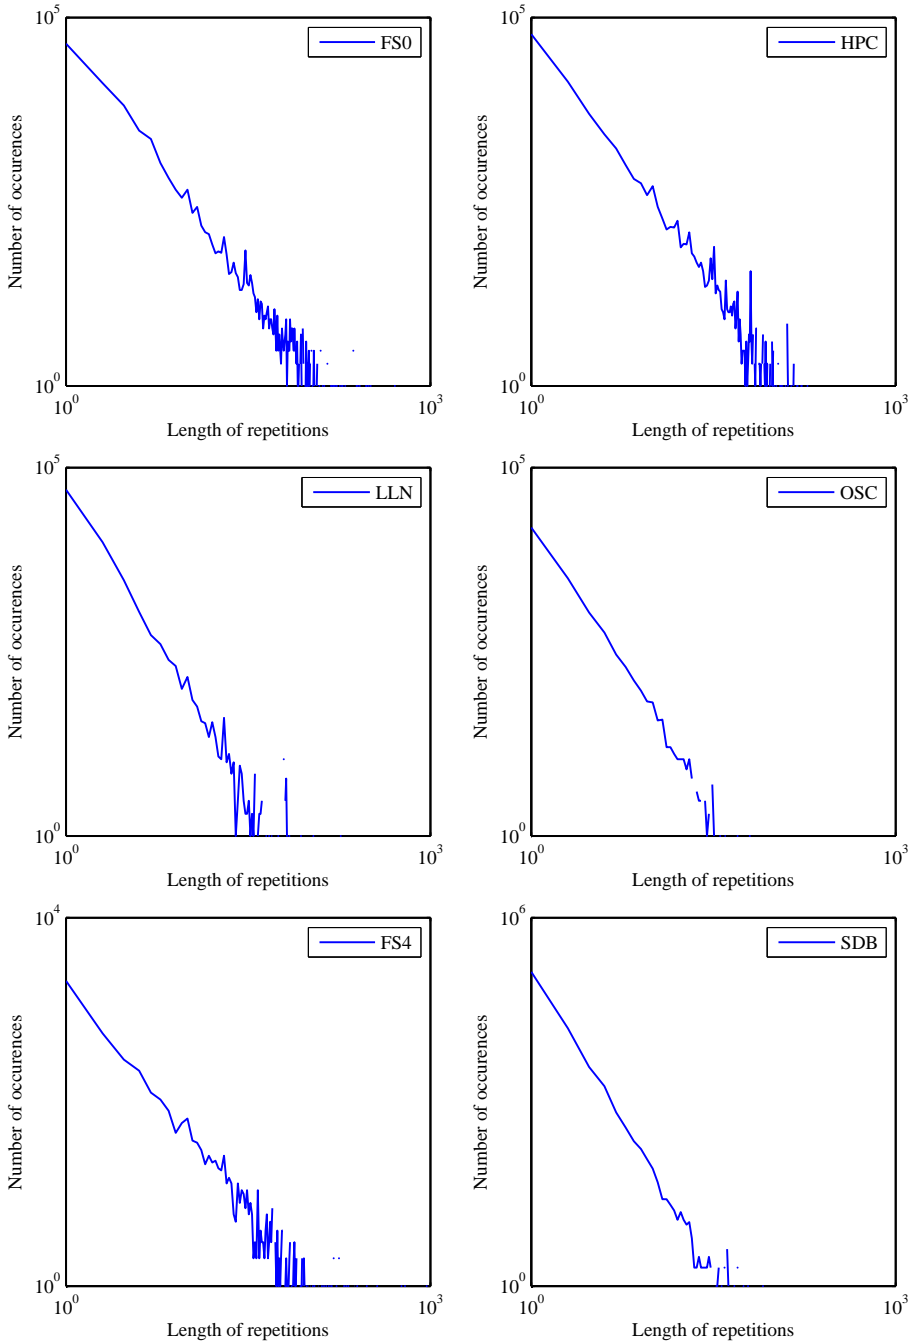 10^5
FS0
Number of occurences
10^0
10^0
10^3
Length of repetitions
10^5
HPC
Number of occurences
10^0
10^0
10^3
Length of repetitions
10^5
LLN
Number of occurences
10^0
10^0
10^3
Length of repetitions
10^5
OSC
Number of occurences
10^0
10^0
10^3
Length of repetitions
10^4
FS4
Number of occurences
10^0
10^0
10^3
Length of repetitions
10^6
SDB
Number of occurences
10^0
10^0
10^3
Length of repetitions